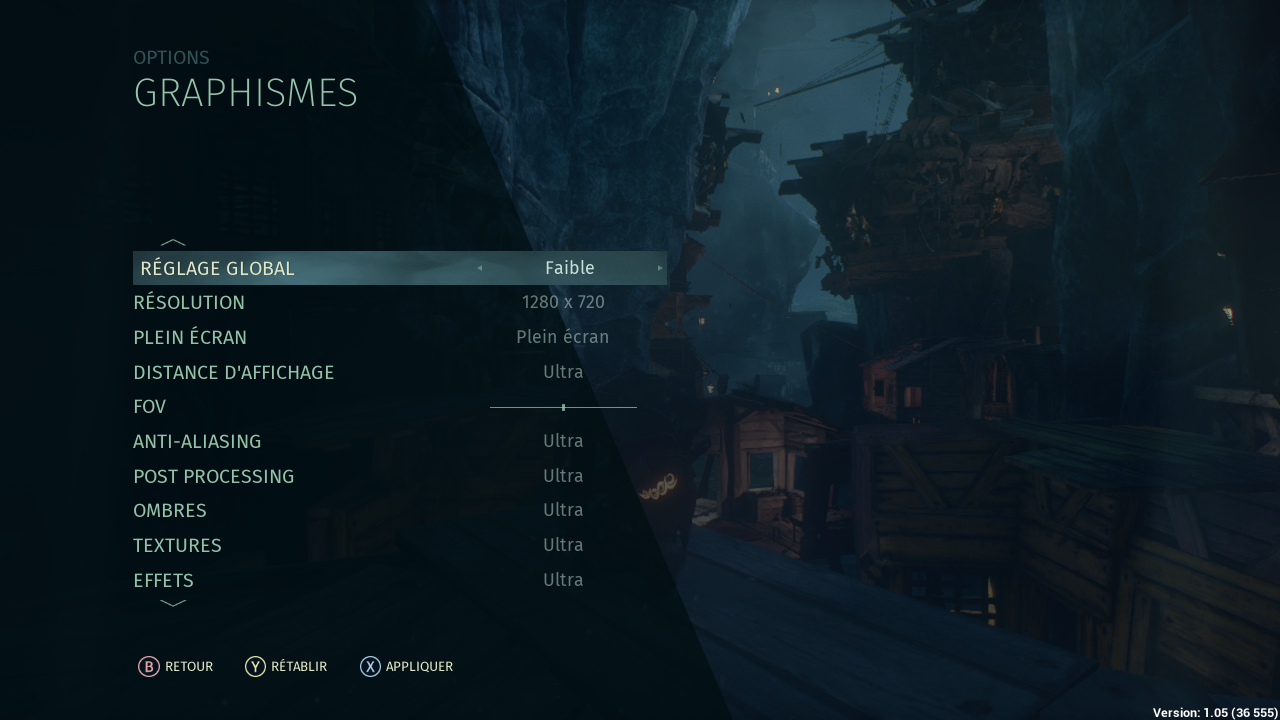 OPTIONS
GRAPHISMES
RÉGLAGE GLOBAL Faible
RÉSOLUTION 1280 x 720
PLEIN ÉCRAN Plein écran
DISTANCE D'AFFICHAGE Ultra
FOV
ANTI-ALIASING Ultra
POST PROCESSING Ultra
OMBRES Ultra
TEXTURES Ultra
EFFETS Ultra
B RETOUR Y RÉTABLIR X APPLIQUER
Version: 1.05 (36 555)